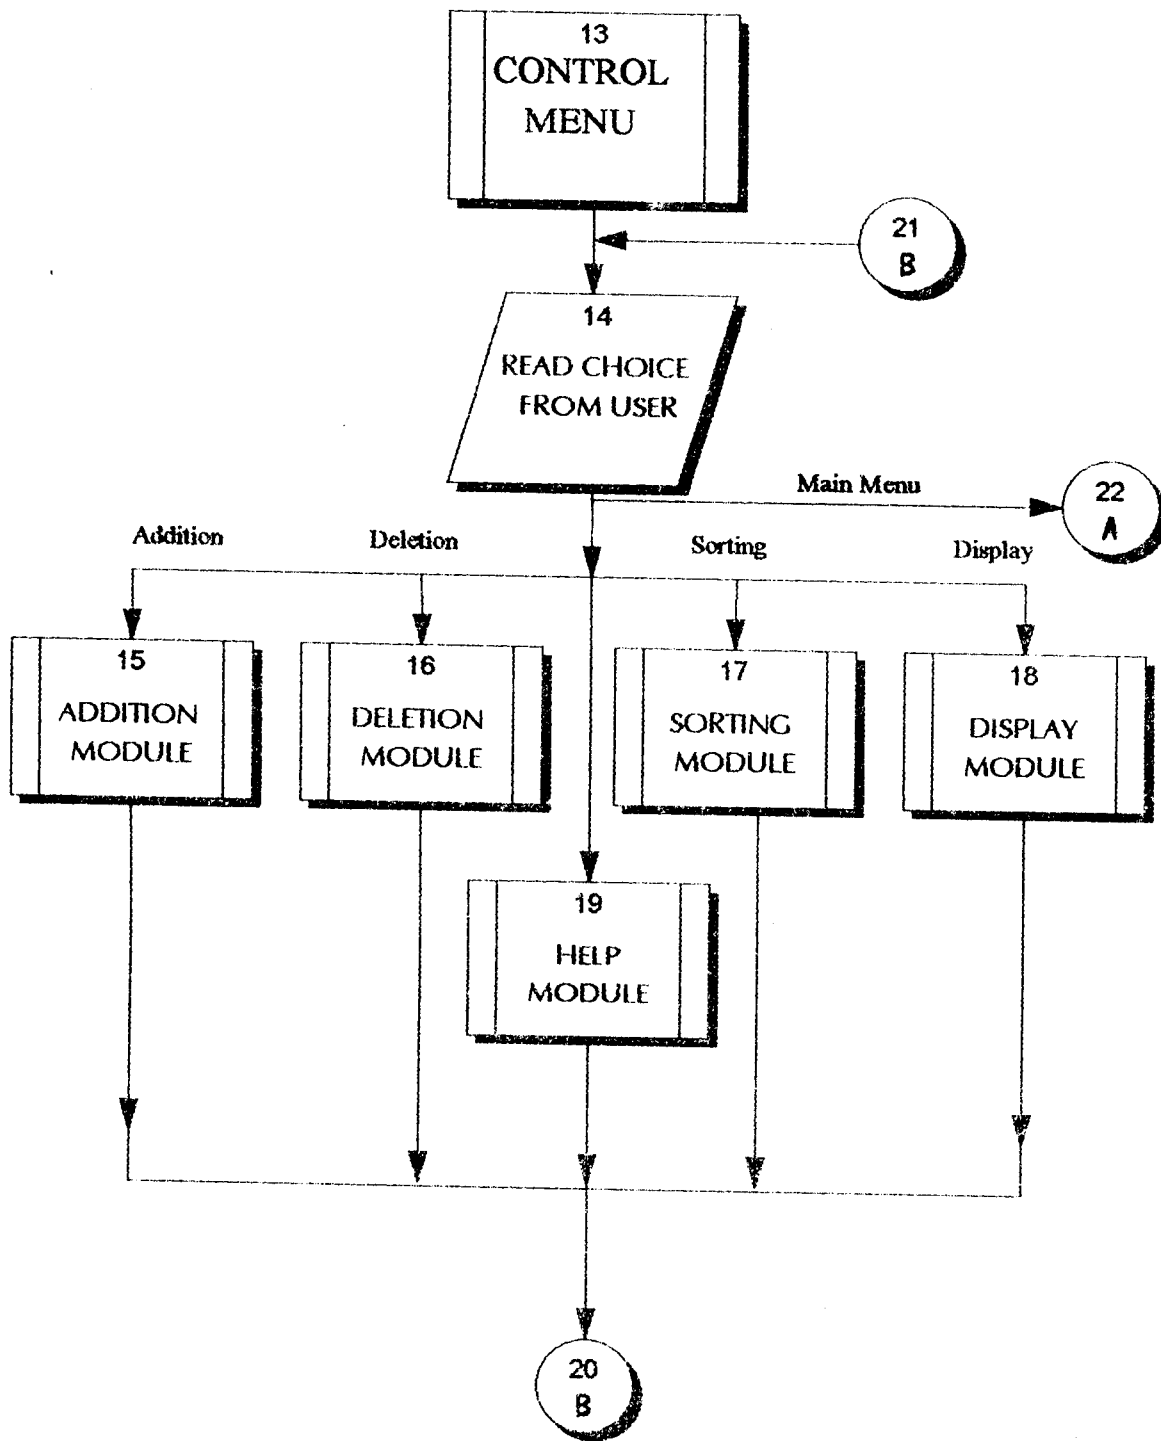 13
CONTROL
MENU
21
B
14
READ CHOICE
FROM USER
Main Menu
22
A
Addition
Deletion
Sorting
Display
15
ADDITION
MODULE
16
DELETION
MODULE
17
SORTING
MODULE
18
DISPLAY
MODULE
19
HELP
MODULE
20
B